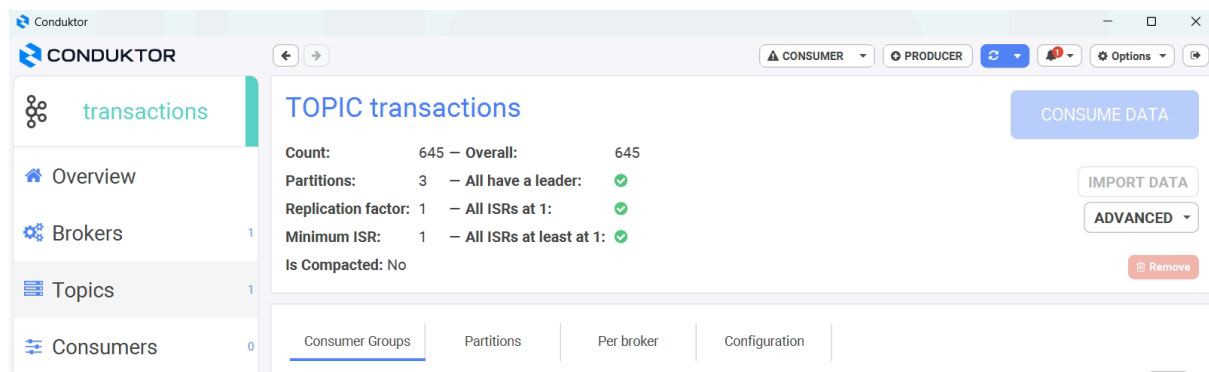 Conduktor
CONDUKTOR
CONSUMER
PRODUCER
1
Options
transactions
Overview
Brokers 1
Topics 1
Consumers 0
TOPIC transactions
CONSUME DATA
Count: 645 – Overall: 645
Partitions: 3 – All have a leader:
Replication factor: 1 – All ISRs at 1:
Minimum ISR: 1 – All ISRs at least at 1:
Is Compacted: No
IMPORT DATA
ADVANCED
Remove
Consumer Groups
Partitions
Per broker
Configuration